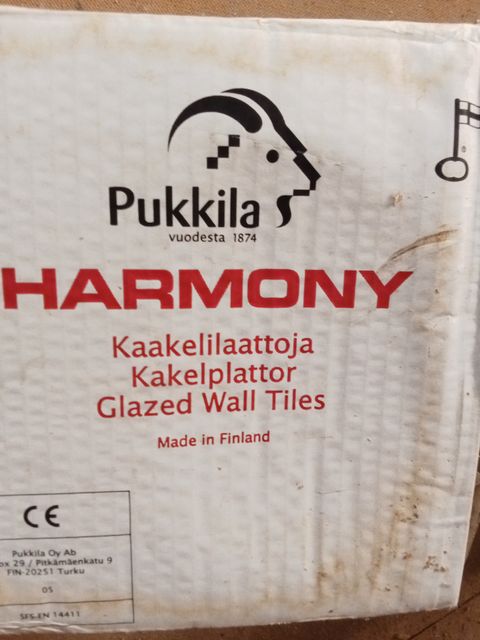 Pukkila
vuodesta 1874
HARMONY
Kaakelilaattoja
Kakelplattor
Glazed Wall Tiles
Made in Finland
CE
Pukkila Oy Ab
ox 29 / Pitkämäenkatu 9
FIN-20251 Turku
05
SFS-EN 14411